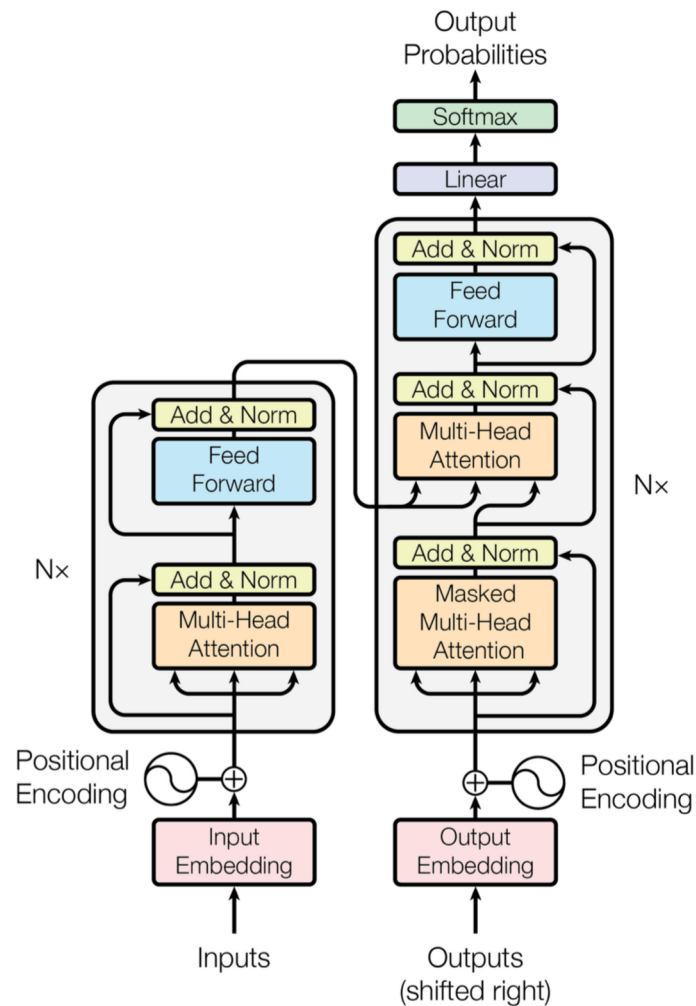 Output
Probabilities
Softmax
Linear
Add & Norm
Feed
Forward
Add & Norm
Multi-Head
Attention
Add & Norm
Masked
Multi-Head
Attention
N×
Positional
Encoding
Output
Embedding
Outputs
(shifted right)
Add & Norm
Feed
Forward
Add & Norm
Multi-Head
Attention
N×
Positional
Encoding
Input
Embedding
Inputs